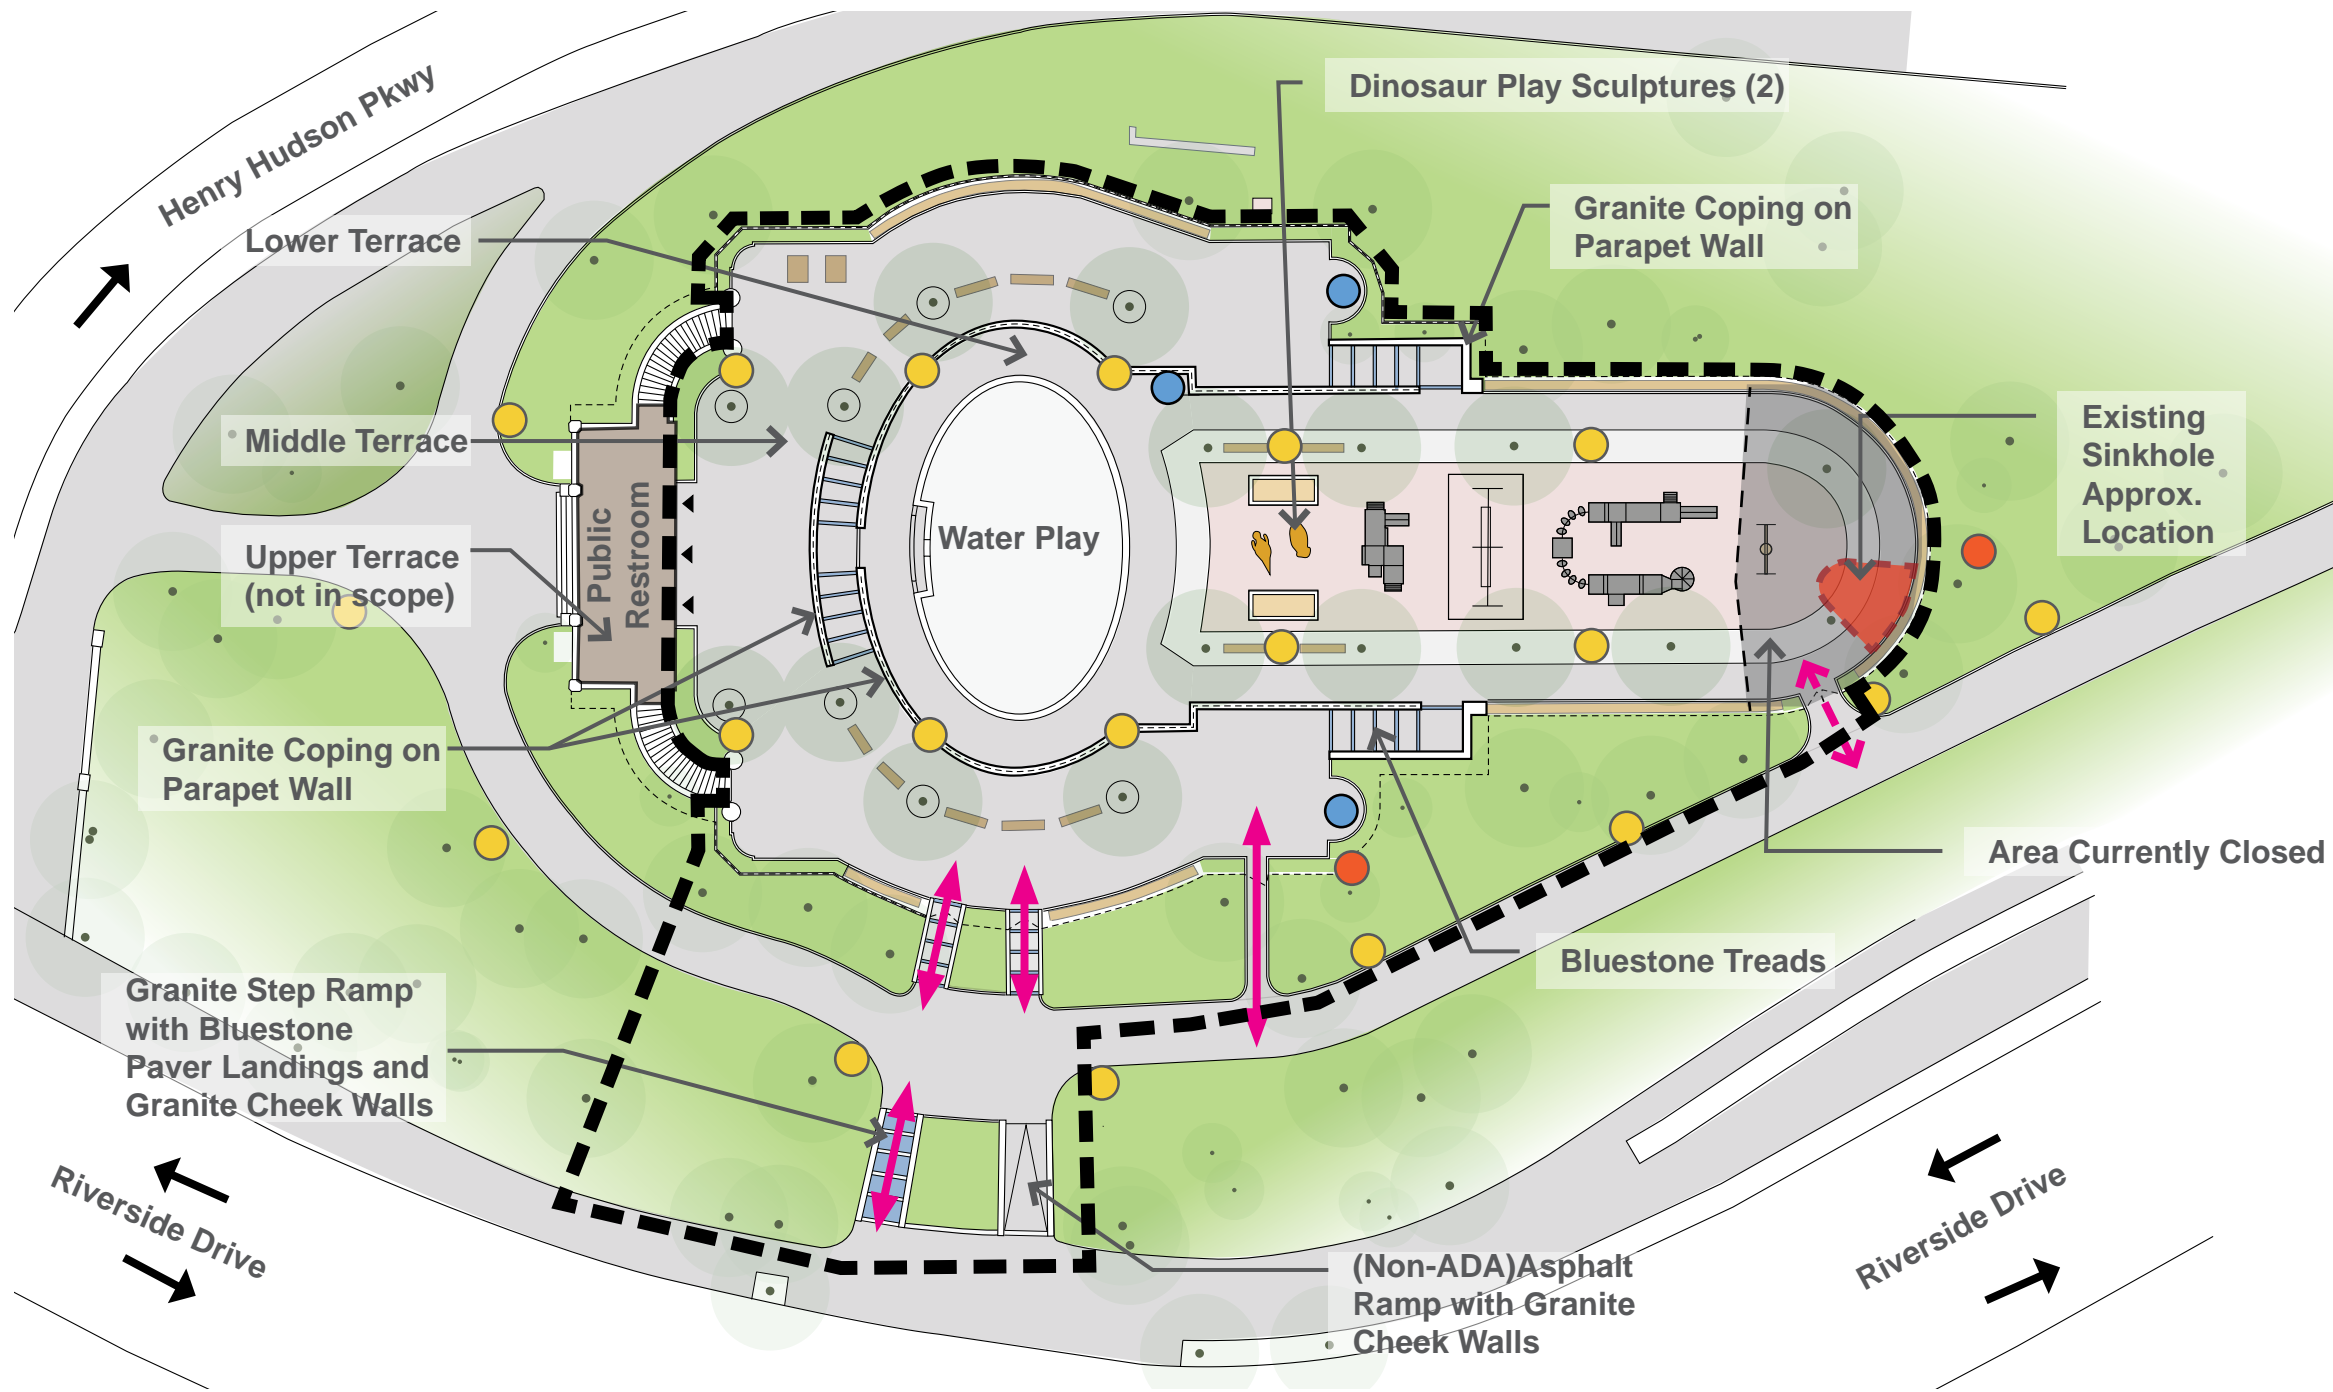 Henry Hudson Pkwy
Dinosaur Play Sculptures (2)
Lower Terrace
Granite Coping on
Parapet Wall
Middle Terrace
Existing
Sinkhole
Approx.
Location
Upper Terrace
(not in scope)
Public
Restroom
Water Play
Granite Coping on
Parapet Wall
Area Currently Closed
Bluestone Treads
Granite Step Ramp
with Bluestone
Paver Landings and
Granite Cheek Walls
Riverside Drive
Riverside Drive
(Non-ADA)Asphalt
Ramp with Granite
Cheek Walls